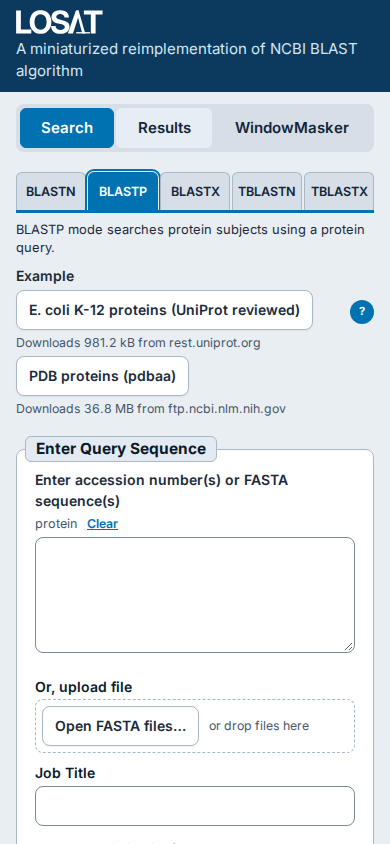 LOSAT
A miniaturized reimplementation of NCBI BLAST
algorithm
Search
Results
WindowMasker
BLASTN
BLASTP
BLASTX
TBLASTN
TBLASTX
BLASTP mode searches protein subjects using a protein
query.
Example
E. coli K-12 proteins (UniProt reviewed)
?
Downloads 981.2 kB from rest.uniprot.org
PDB proteins (pdbaa)
Downloads 36.8 MB from ftp.ncbi.nlm.nih.gov
Enter Query Sequence
Enter accession number(s) or FASTA
sequence(s)
protein Clear
Or, upload file
Open FASTA files... or drop files here
Job Title